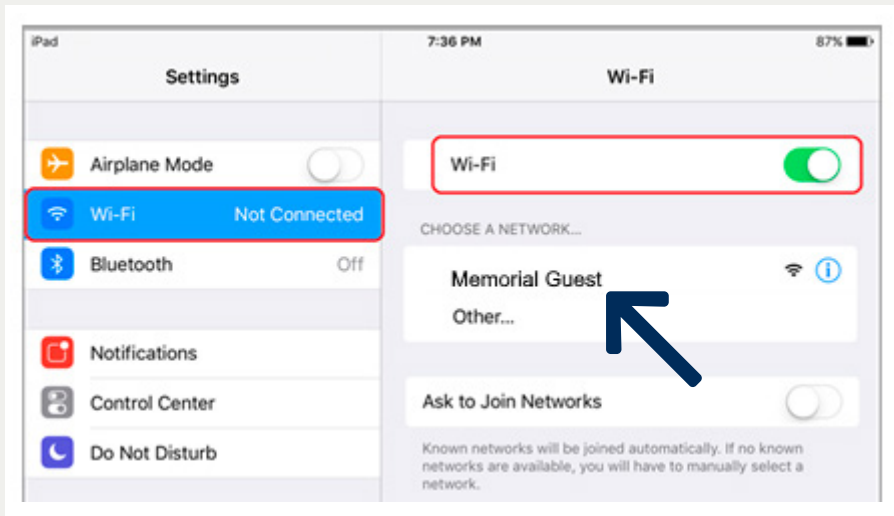 iPad 7:36 PM 87%
Settings
Wi-Fi
Airplane Mode
Wi-Fi Not Connected
Bluetooth Off
Notifications
Control Center
Do Not Disturb
Wi-Fi
CHOOSE A NETWORK...
Memorial Guest
Other...
Ask to Join Networks
Known networks will be joined automatically. If no known
networks are available, you will have to manually select a
network.